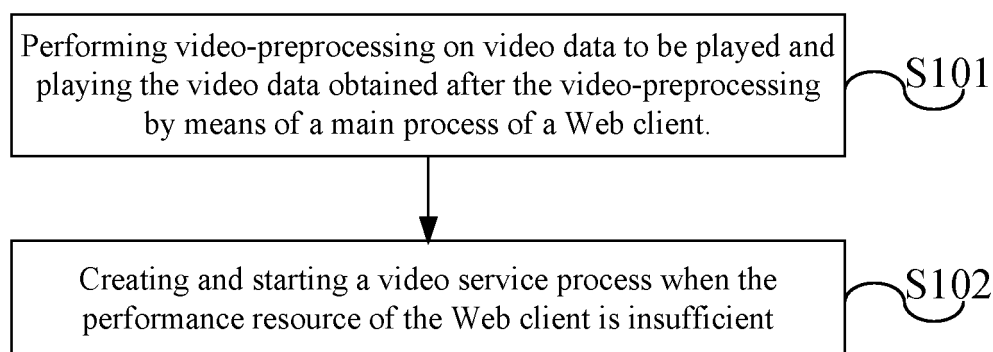 Performing video-preprocessing on video data to be played and
playing the video data obtained after the video-preprocessing
by means of a main process of a Web client.
S101
Creating and starting a video service process when the
performance resource of the Web client is insufficient
S102